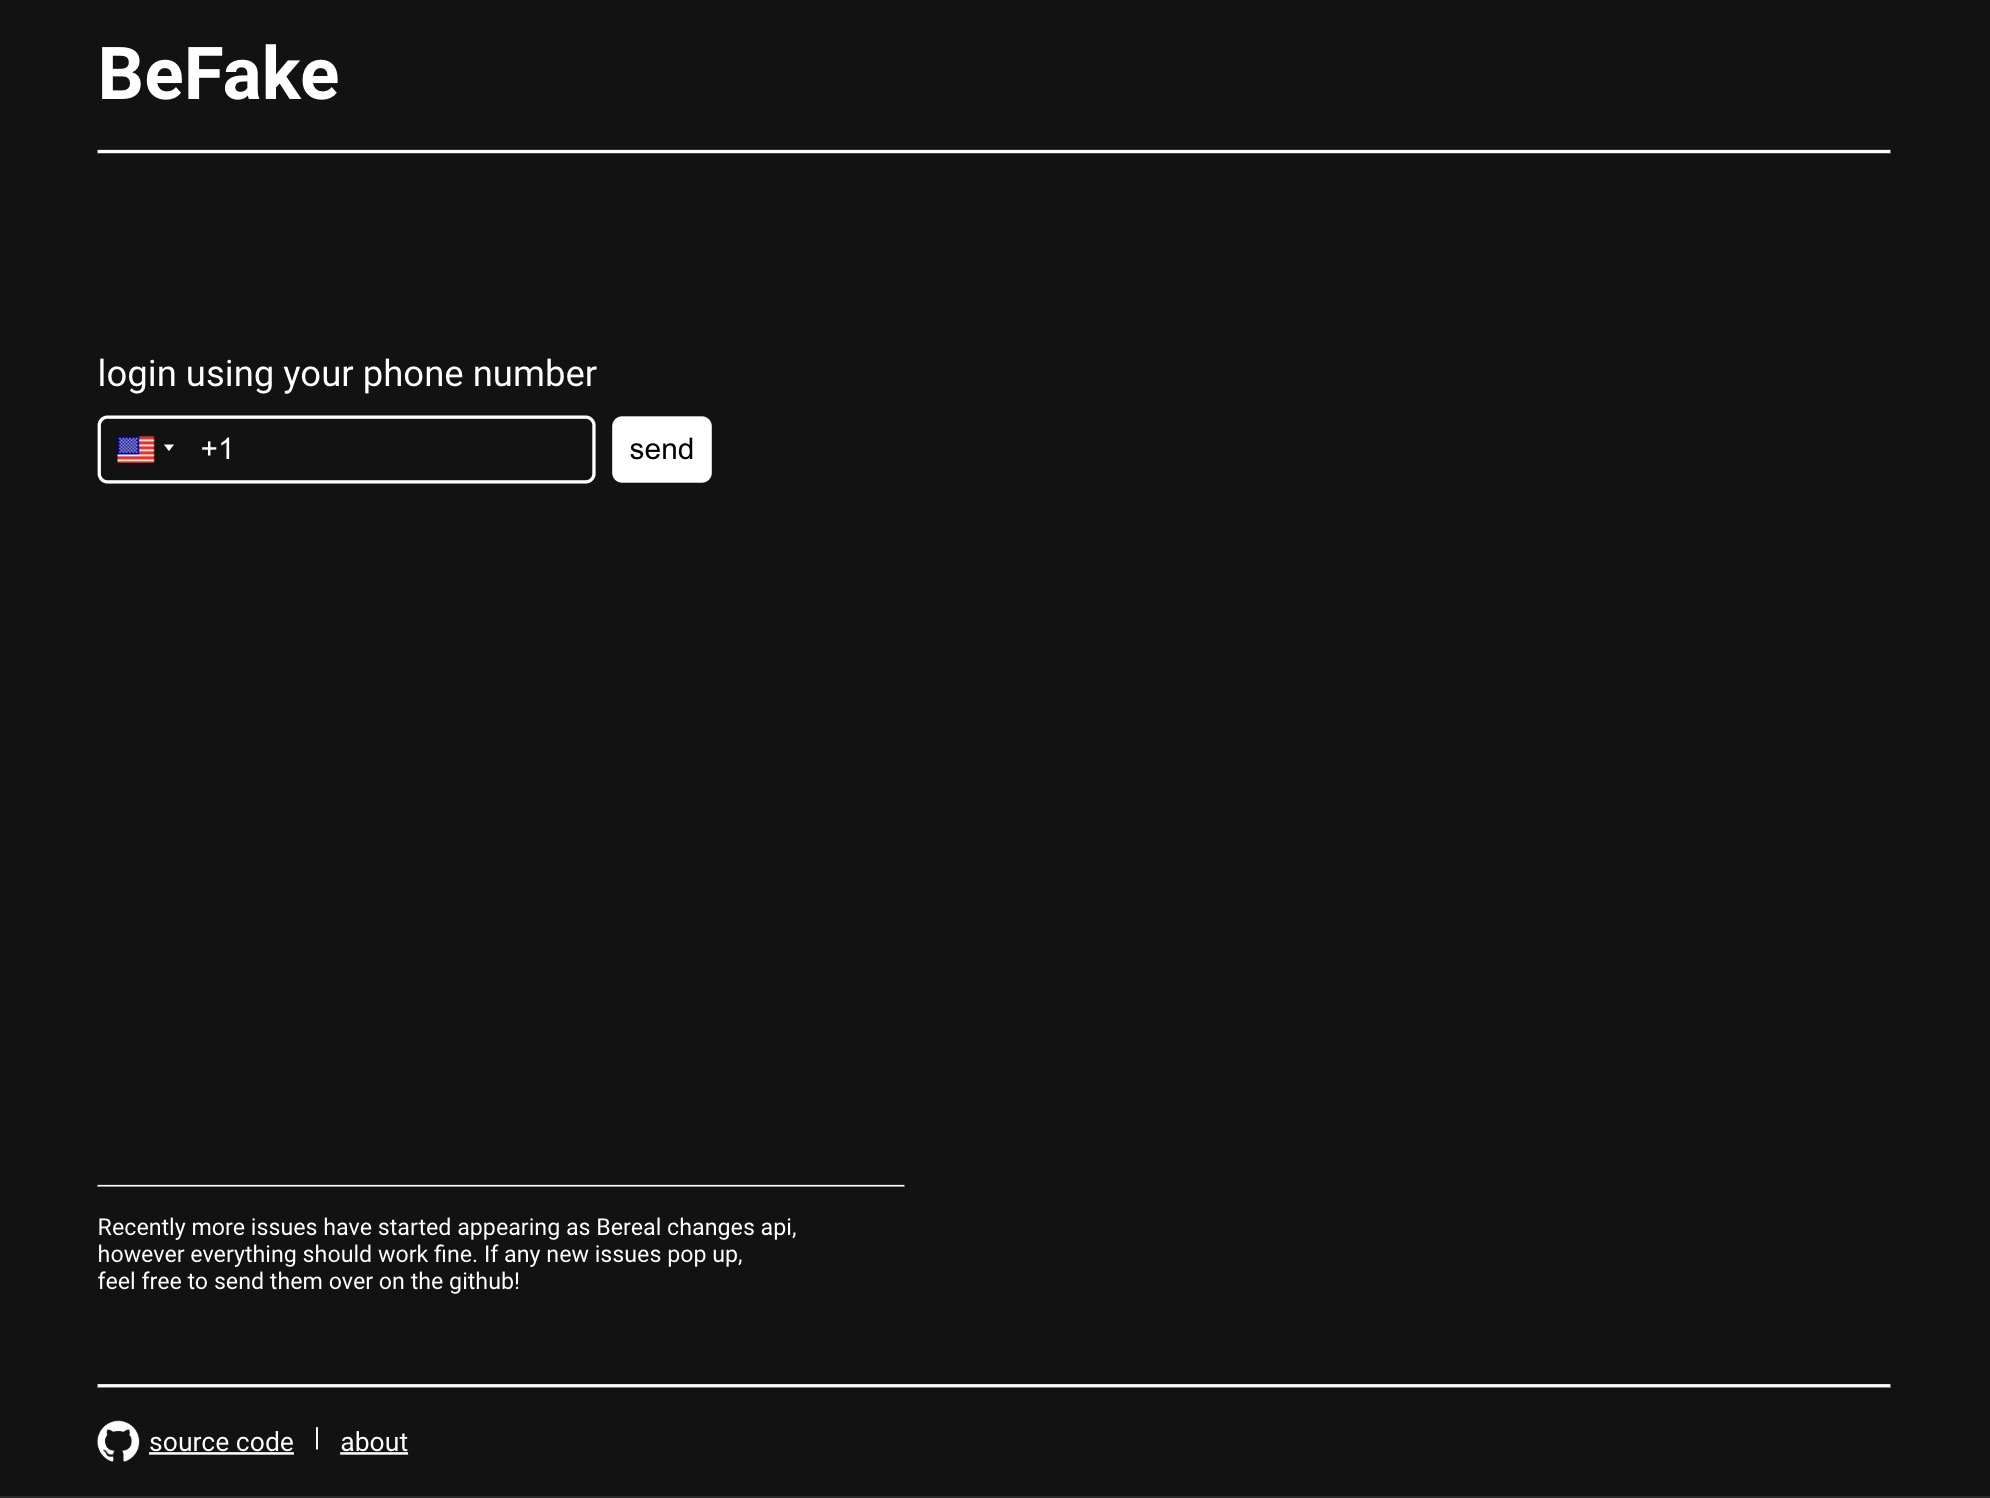 BeFake
login using your phone number
+1
send
Recently more issues have started appearing as Bereal changes api,
however everything should work fine. If any new issues pop up,
feel free to send them over on the github!
source code | about